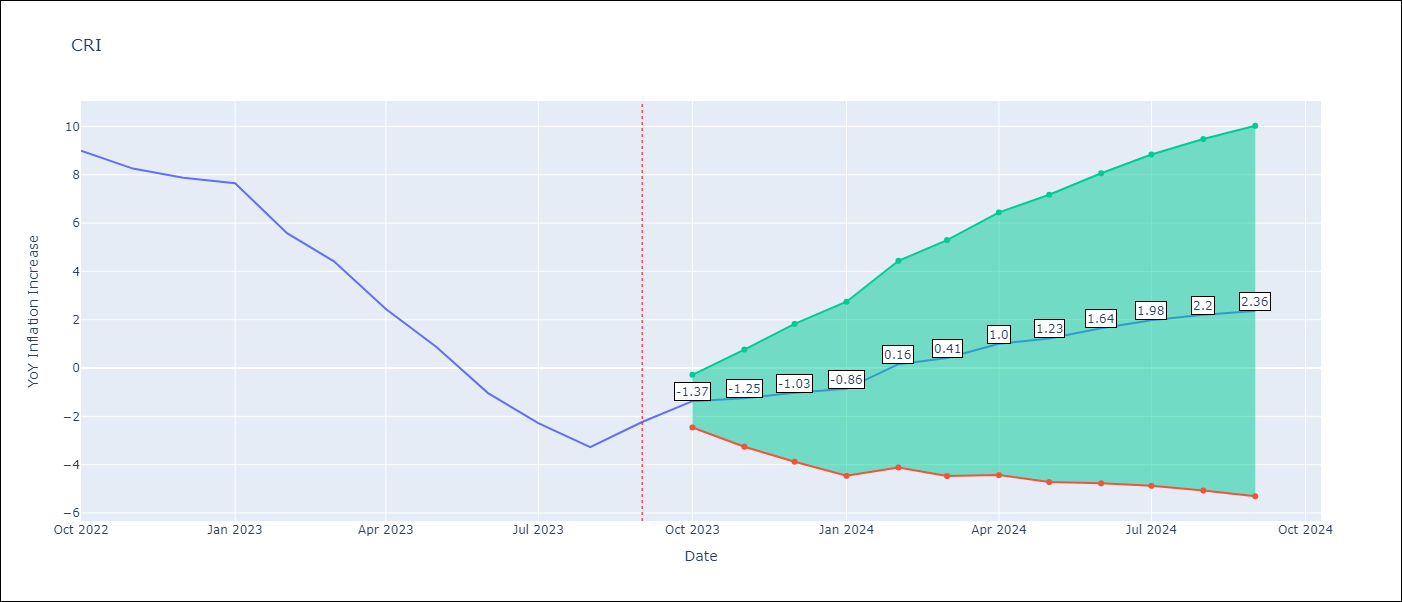 CRI
YoY Inflation Increase
10
8
6
4
2
0
−2
−4
−6
-1.37
-1.25
-1.03
-0.86
0.16
0.41
1.0
1.23
1.64
1.98
2.2
2.36
Oct 2022
Jan 2023
Apr 2023
Jul 2023
Oct 2023
Jan 2024
Apr 2024
Jul 2024
Oct 2024
Date